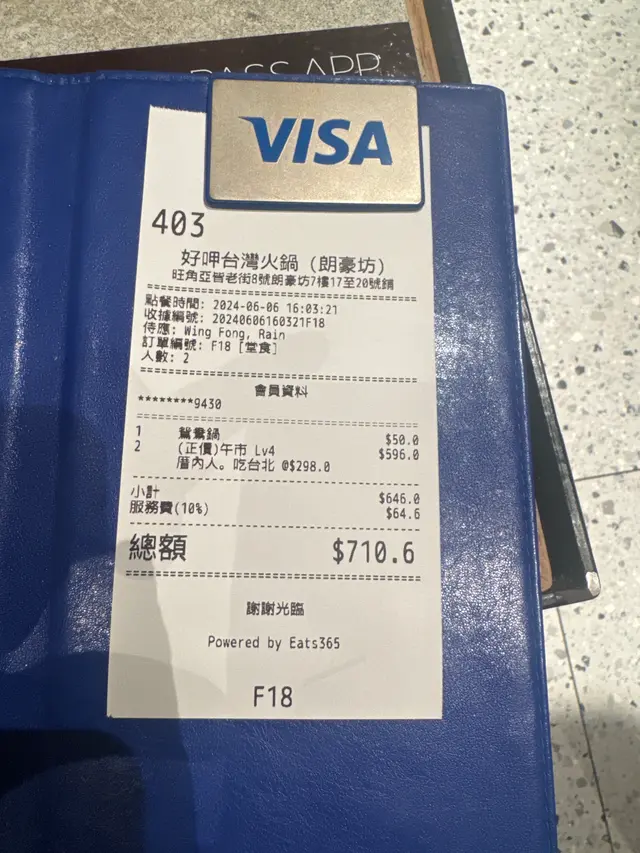 PASS APP
VISA
403
好呷台灣火鍋 (朗豪坊)
旺角亞皆老街8號朗豪坊7樓17至20號舖
點餐時間: 2024-06-06 16:03:21
收據編號: 20240606160321F18
侍應: Wing Fong, Rain
訂單編號: F18 [堂食]
人數: 2
會員資料
********9430
1 鴛鴦鍋 $50.0
2 (正價)午市 Lv4 $596.0
厝內人。吃台北 @$298.0
小計 $646.0
服務費(10%) $64.6
總額 $710.6
謝謝光臨
Powered by Eats365
F18